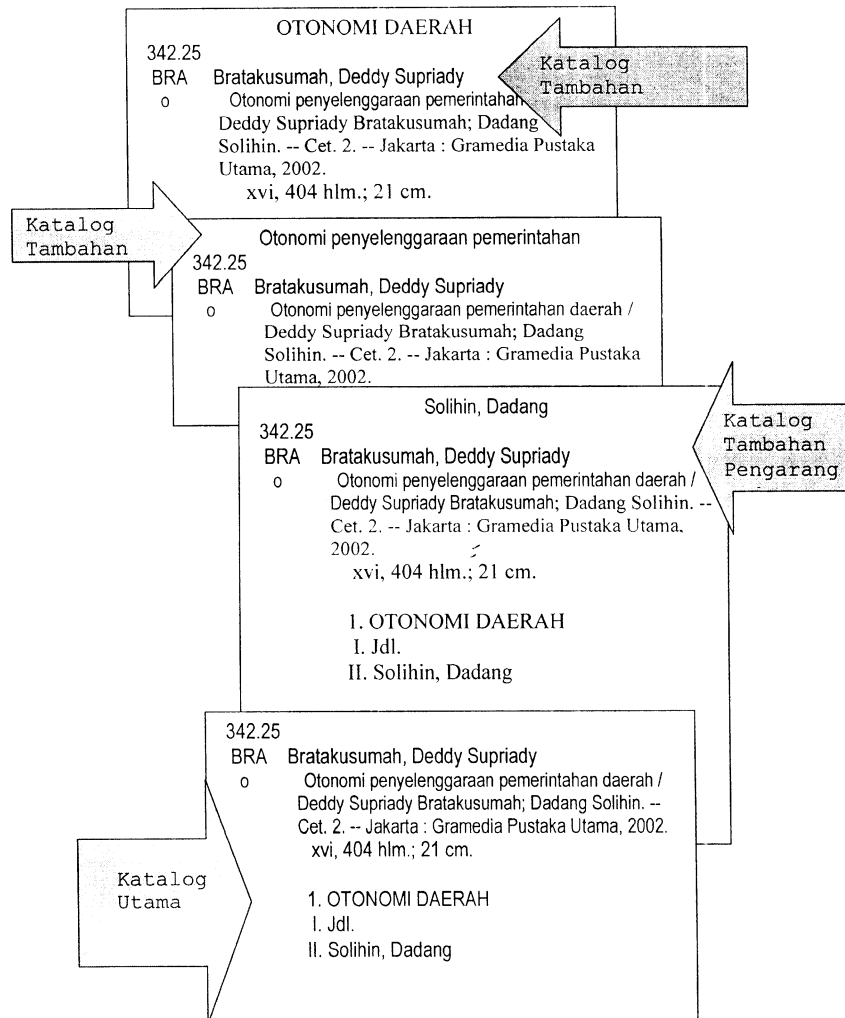 OTONOMI DAERAH
342.25
BRA Bratakusumah, Deddy Supriady
o Otonomi penyelenggaraan pemerintahan
Deddy Supriady Bratakusumah; Dadang
Solihin. -- Cet. 2. -- Jakarta : Gramedia Pustaka
Utama, 2002.
xvi, 404 hlm.; 21 cm.
Katalog
Tambahan
Katalog
Tambahan
Otonomi penyelenggaraan pemerintahan
342.25
BRA Bratakusumah, Deddy Supriady
o Otonomi penyelenggaraan pemerintahan daerah /
Deddy Supriady Bratakusumah; Dadang
Solihin. -- Cet. 2. -- Jakarta : Gramedia Pustaka
Utama, 2002.
Solihin, Dadang
342.25
BRA Bratakusumah, Deddy Supriady
o Otonomi penyelenggaraan pemerintahan daerah /
Deddy Supriady Bratakusumah; Dadang Solihin. --
Cet. 2. -- Jakarta : Gramedia Pustaka Utama,
2002.
xvi, 404 hlm.; 21 cm.
1. OTONOMI DAERAH
I. Jdl.
II. Solihin, Dadang
Katalog
Tambahan
Pengarang
342.25
BRA Bratakusumah, Deddy Supriady
o Otonomi penyelenggaraan pemerintahan daerah /
Deddy Supriady Bratakusumah; Dadang Solihin. --
Cet. 2. -- Jakarta : Gramedia Pustaka Utama, 2002.
xvi, 404 hlm.; 21 cm.
1. OTONOMI DAERAH
I. Jdl.
II. Solihin, Dadang
Katalog
Utama